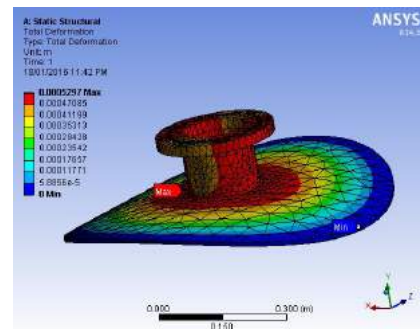 A: Static Structural
Total Deformation
Type: Total Deformation
Unit: m
Time: 1
18/01/2016 11:42 PM
0.0005297 Max
0.00047085
0.00041199
0.00035313
0.00029428
0.00023542
0.00017657
0.00011771
5.8856e-5
0 Min
ANSYS
R14.5
Max
Min
0.000
0.300 (m)
0.150
Y
X
Z